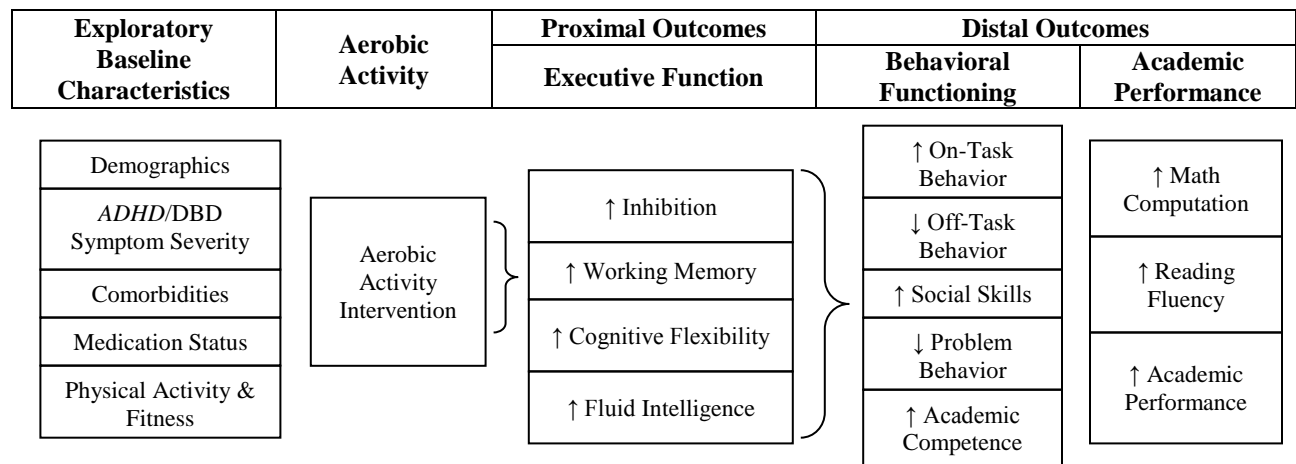 Exploratory
Baseline
Characteristics
Aerobic
Activity
Proximal Outcomes
Executive Function
Distal Outcomes
Behavioral
Functioning
Academic
Performance
Demographics
ADHD/DBD
Symptom Severity
Comorbidities
Medication Status
Physical Activity &
Fitness
Aerobic
Activity
Intervention
↑ Inhibition
↑ Working Memory
↑ Cognitive Flexibility
↑ Fluid Intelligence
↑ On-Task
Behavior
↓ Off-Task
Behavior
↑ Social Skills
↓ Problem
Behavior
↑ Academic
Competence
↑ Math
Computation
↑ Reading
Fluency
↑ Academic
Performance